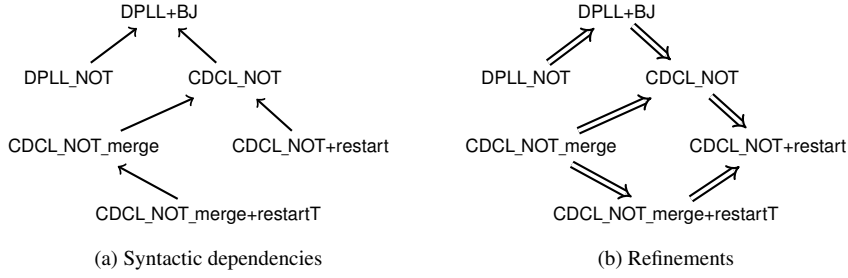 DPLL+BJ
DPLL_NOT
CDCL_NOT
CDCL_NOT_merge
CDCL_NOT+restart
CDCL_NOT_merge+restartT
(a) Syntactic dependencies
DPLL+BJ
DPLL_NOT
CDCL_NOT
CDCL_NOT_merge
CDCL_NOT+restart
CDCL_NOT_merge+restartT
(b) Refinements